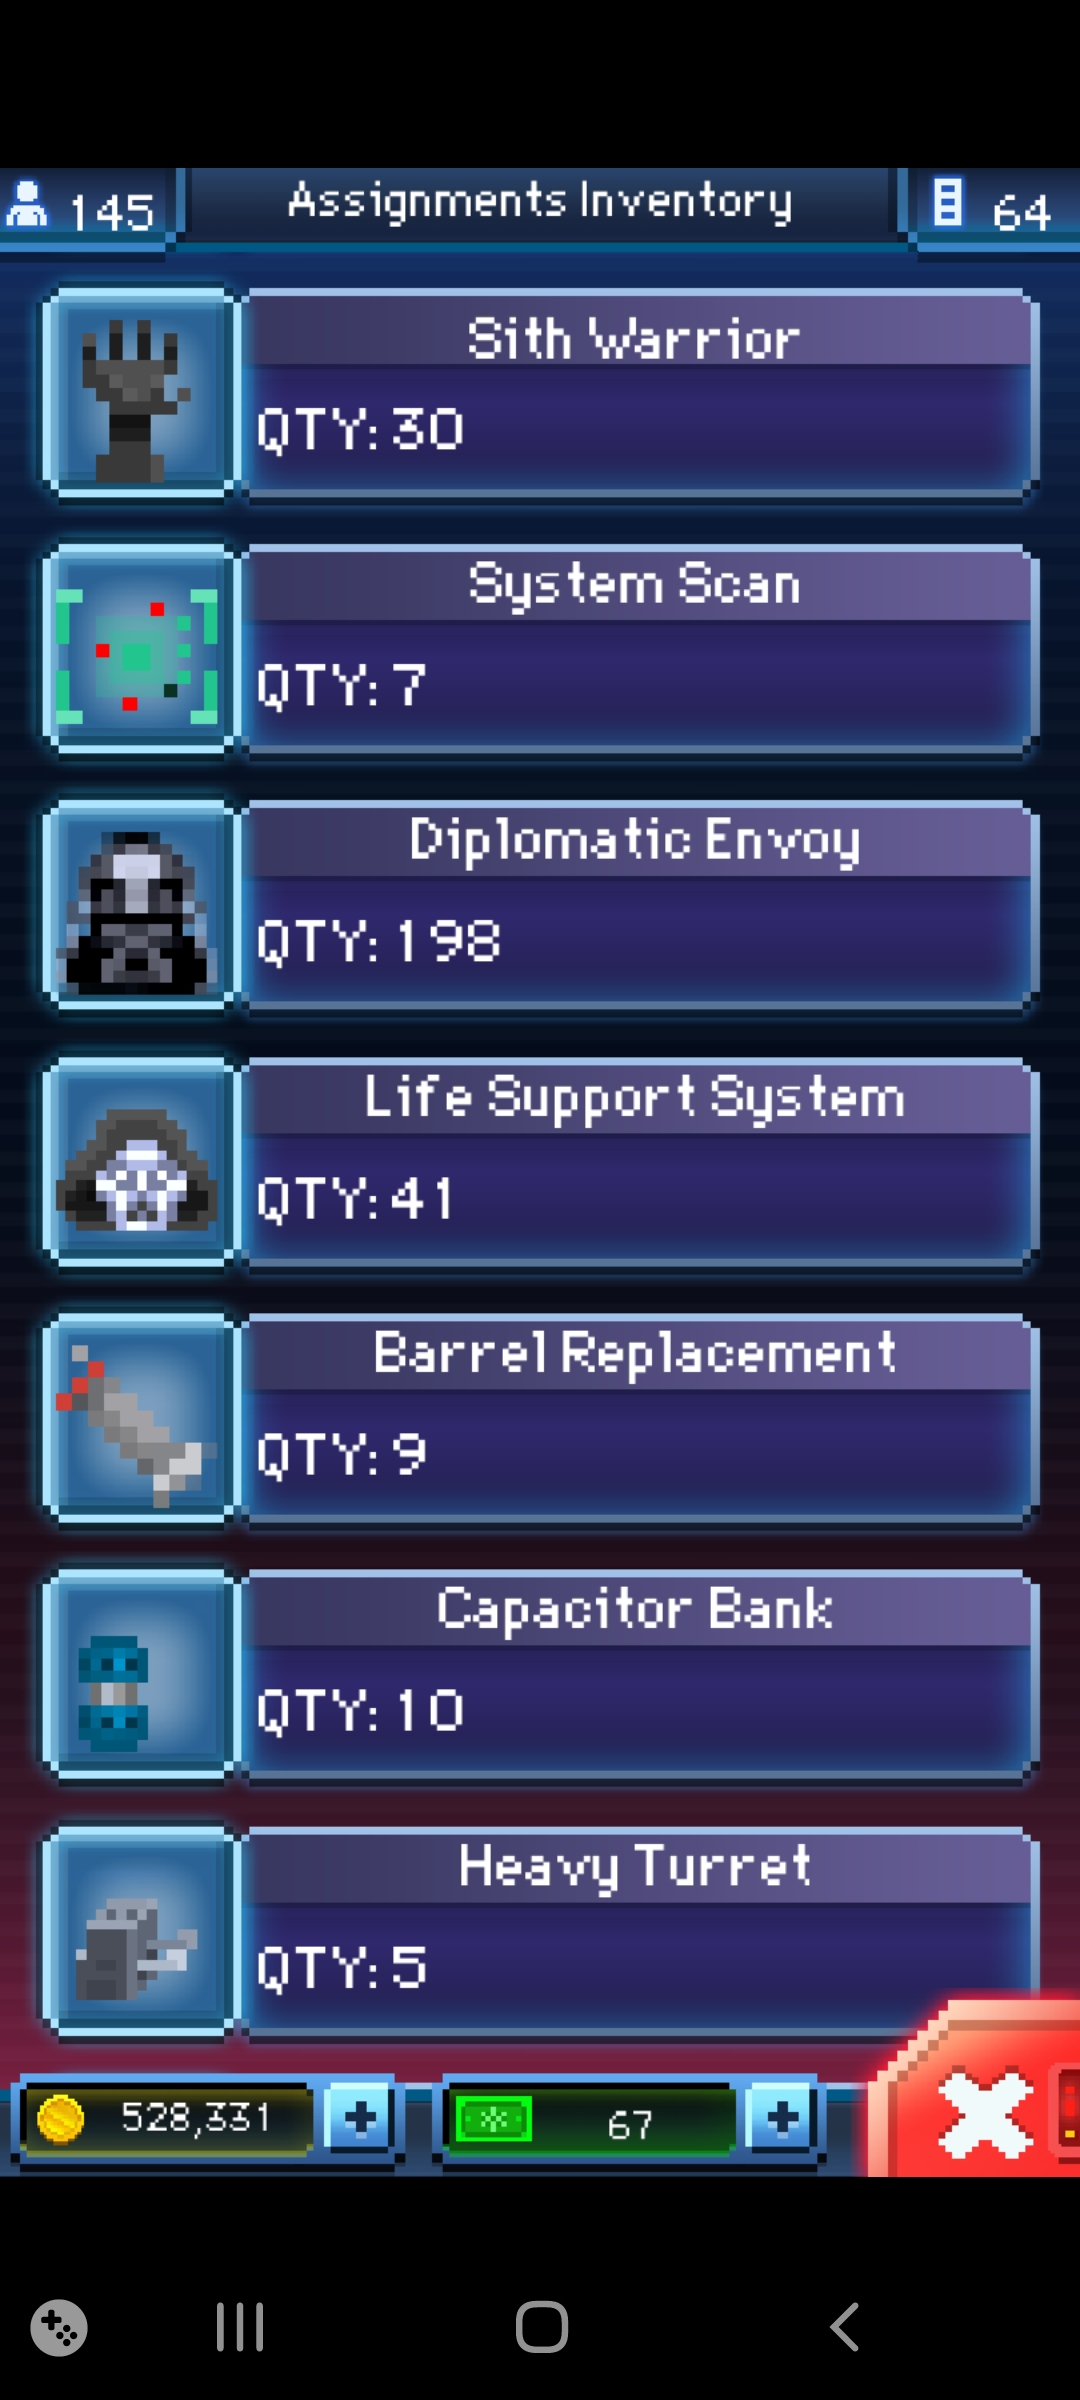 145
Assignments Inventory
64
Sith Warrior
QTY: 30
System Scan
QTY: 7
Diplomatic Envoy
QTY: 198
Life Support System
QTY: 41
Barrel Replacement
QTY: 9
Capacitor Bank
QTY: 10
Heavy Turret
QTY: 5
528,331
67